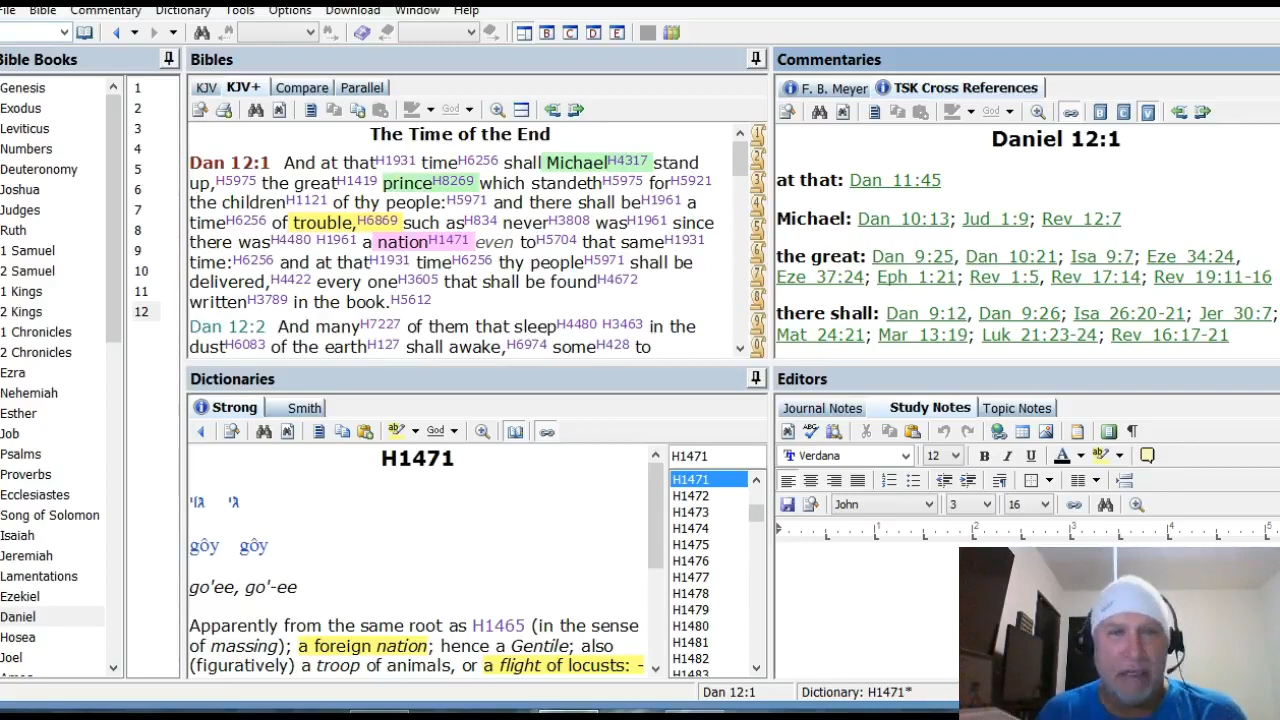 File Bible Commentary Dictionary Tools Options Download Window Help
Bible Books
Genesis
Exodus
Leviticus
Numbers
Deuteronomy
Joshua
Judges
Ruth
1 Samuel
2 Samuel
1 Kings
2 Kings
1 Chronicles
2 Chronicles
Ezra
Nehemiah
Esther
Job
Psalms
Proverbs
Ecclesiastes
Song of Solomon
Isaiah
Jeremiah
Lamentations
Ezekiel
Daniel
Hosea
Joel
1
2
3
4
5
6
7
8
9
10
11
12
Bibles
KJV KJV+ Compare Parallel
The Time of the End
Dan 12:1 And at thatH1931 timeH6256 shall MichaelH4317 stand
up,H5975 the greatH1419 princeH8269 which standethH5975 forH5921
the childrenH1121 of thy people:H5971 and there shall beH1961 a
timeH6256 of trouble,H6869 such asH834 neverH3808 wasH1961 since
there wasH4480 H1961 a nationH1471 even toH5704 that sameH1931
time:H6256 and at thatH1931 timeH6256 thy peopleH5971 shall be
delivered,H4422 every oneH3605 that shall be foundH4672
writtenH3789 in the book.H5612
Dan 12:2 And manyH7227 of them that sleepH4480 H3463 in the
dustH6083 of the earthH127 shall awake,H6974 someH428 to
Commentaries
F. B. Meyer TSK Cross References
Daniel 12:1
at that: Dan 11:45
Michael: Dan 10:13; Jud 1:9; Rev 12:7
the great: Dan 9:25, Dan 10:21; Isa 9:7; Eze 34:24,
Eze 37:24; Eph 1:21; Rev 1:5, Rev 17:14; Rev 19:11-16
there shall: Dan 9:12, Dan 9:26; Isa 26:20-21; Jer 30:7;
Mat 24:21; Mar 13:19; Luk 21:23-24; Rev 16:17-21
Dictionaries
Strong Smith
God
H1471
גּוֹי גּי
gôy gôy
go'ee, go'-ee
Apparently from the same root as H1465 (in the sense
of massing); a foreign nation; hence a Gentile; also
(figuratively) a troop of animals, or a flight of locusts: -
H1471
H1471
H1472
H1473
H1474
H1475
H1476
H1477
H1478
H1479
H1480
H1481
H1482
H1483
Editors
Journal Notes Study Notes Topic Notes
Verdana 12 B I U A
John 3 16
1 2 3 4 5
Dan 12:1 Dictionary: H1471*